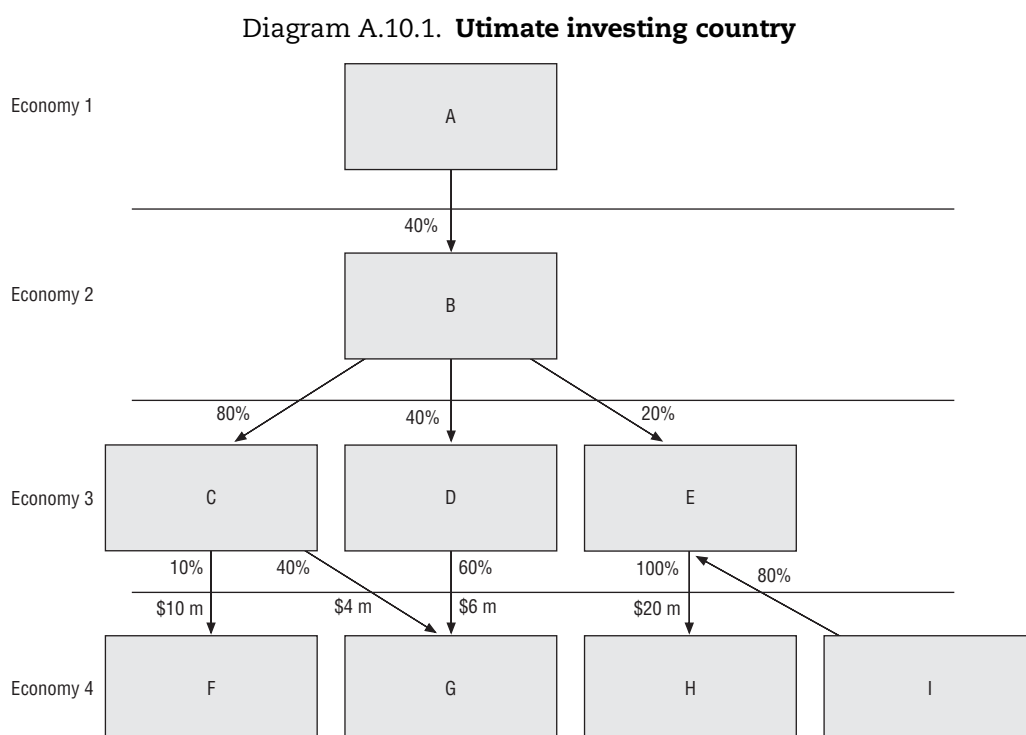 Diagram A.10.1. Utimate investing country
Economy 1
A
40%
Economy 2
B
80%
40%
20%
Economy 3
C
D
E
10%
40%
60%
100%
80%
$10 m
$4 m
$6 m
$20 m
Economy 4
F
G
H
I